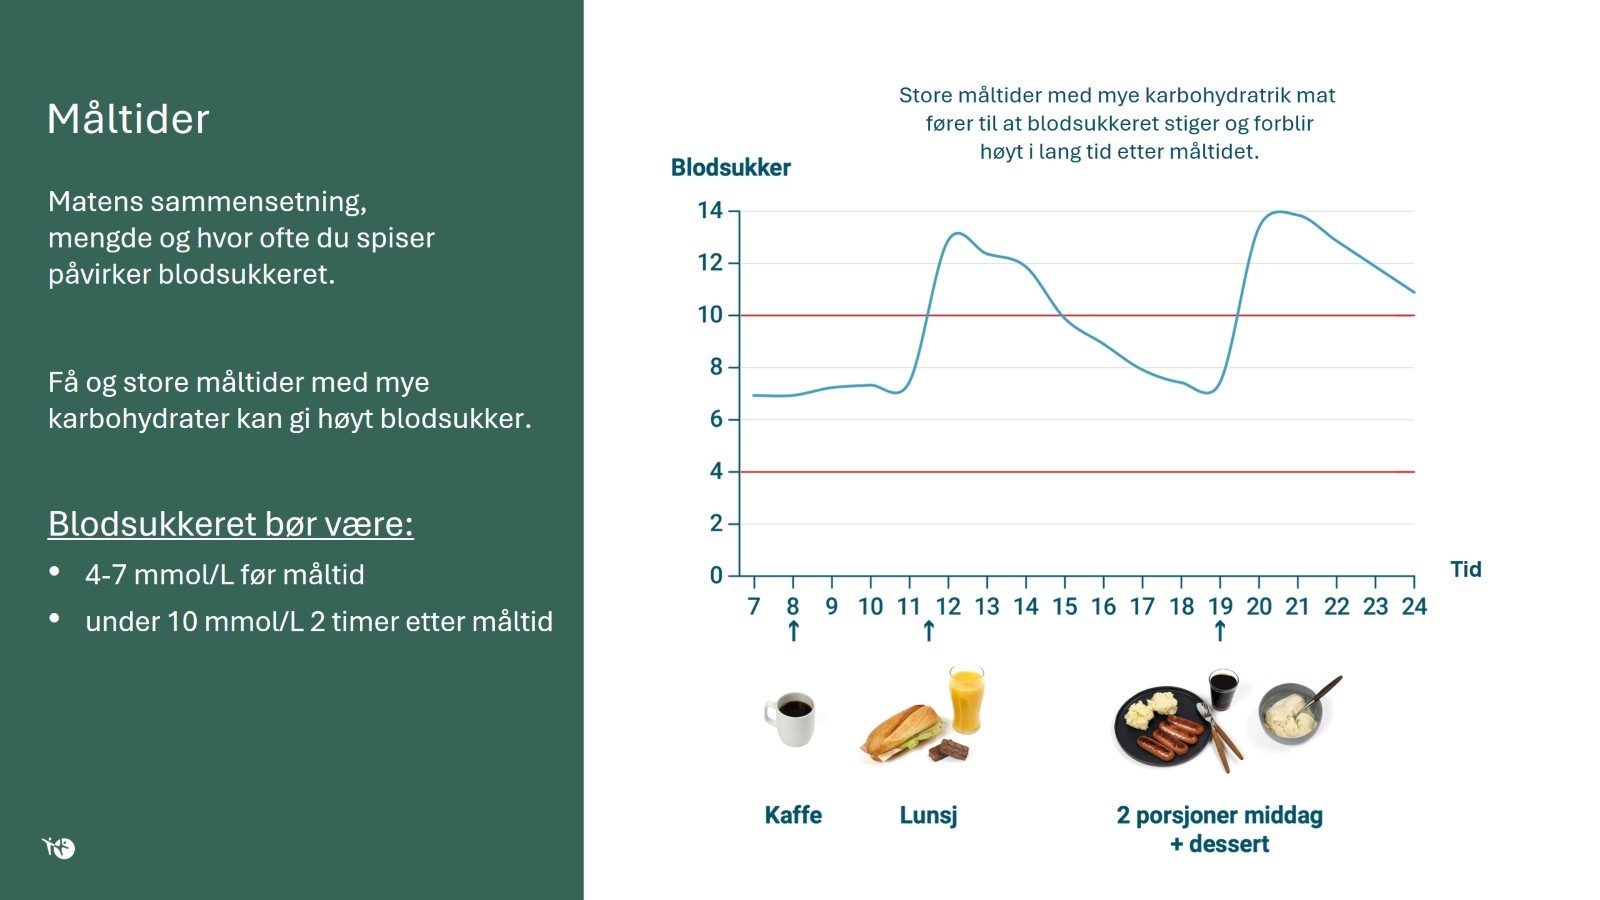 Måltider
Matens sammensetning,
mengde og hvor ofte du spiser
påvirker blodsukkeret.
Få og store måltider med mye
karbohydrater kan gi høyt blodsukker.
Blodsukkeret bør være:
• 4-7 mmol/L før måltid
• under 10 mmol/L 2 timer etter måltid
Store måltider med mye karbohydratrik mat
fører til at blodsukkeret stiger og forblir
høyt i lang tid etter måltidet.
Blodsukker
14
12
10
8
6
4
2
0
Tid
7 8 9 10 11 12 13 14 15 16 17 18 19 20 21 22 23 24
Kaffe
Lunsj
2 porsjoner middag
+ dessert